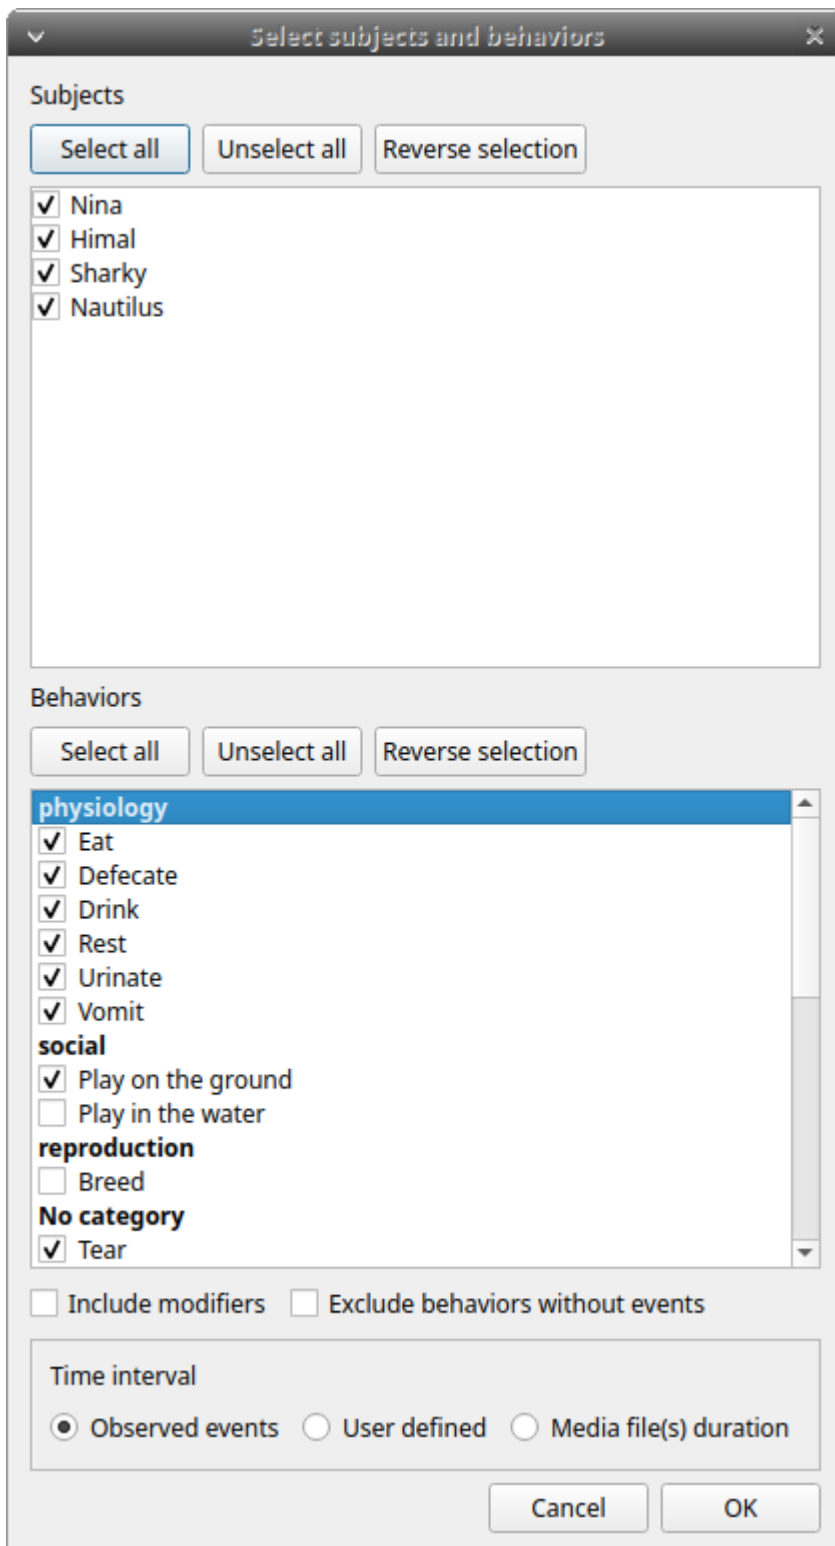 Select subjects and behaviors
Subjects
Select all Unselect all Reverse selection
Nina
Himal
Sharky
Nautilus
Behaviors
Select all Unselect all Reverse selection
physiology
Eat
Defecate
Drink
Rest
Urinate
Vomit
social
Play on the ground
Play in the water
reproduction
Breed
No category
Tear
Include modifiers Exclude behaviors without events
Time interval
Observed events User defined Media file(s) duration
Cancel OK